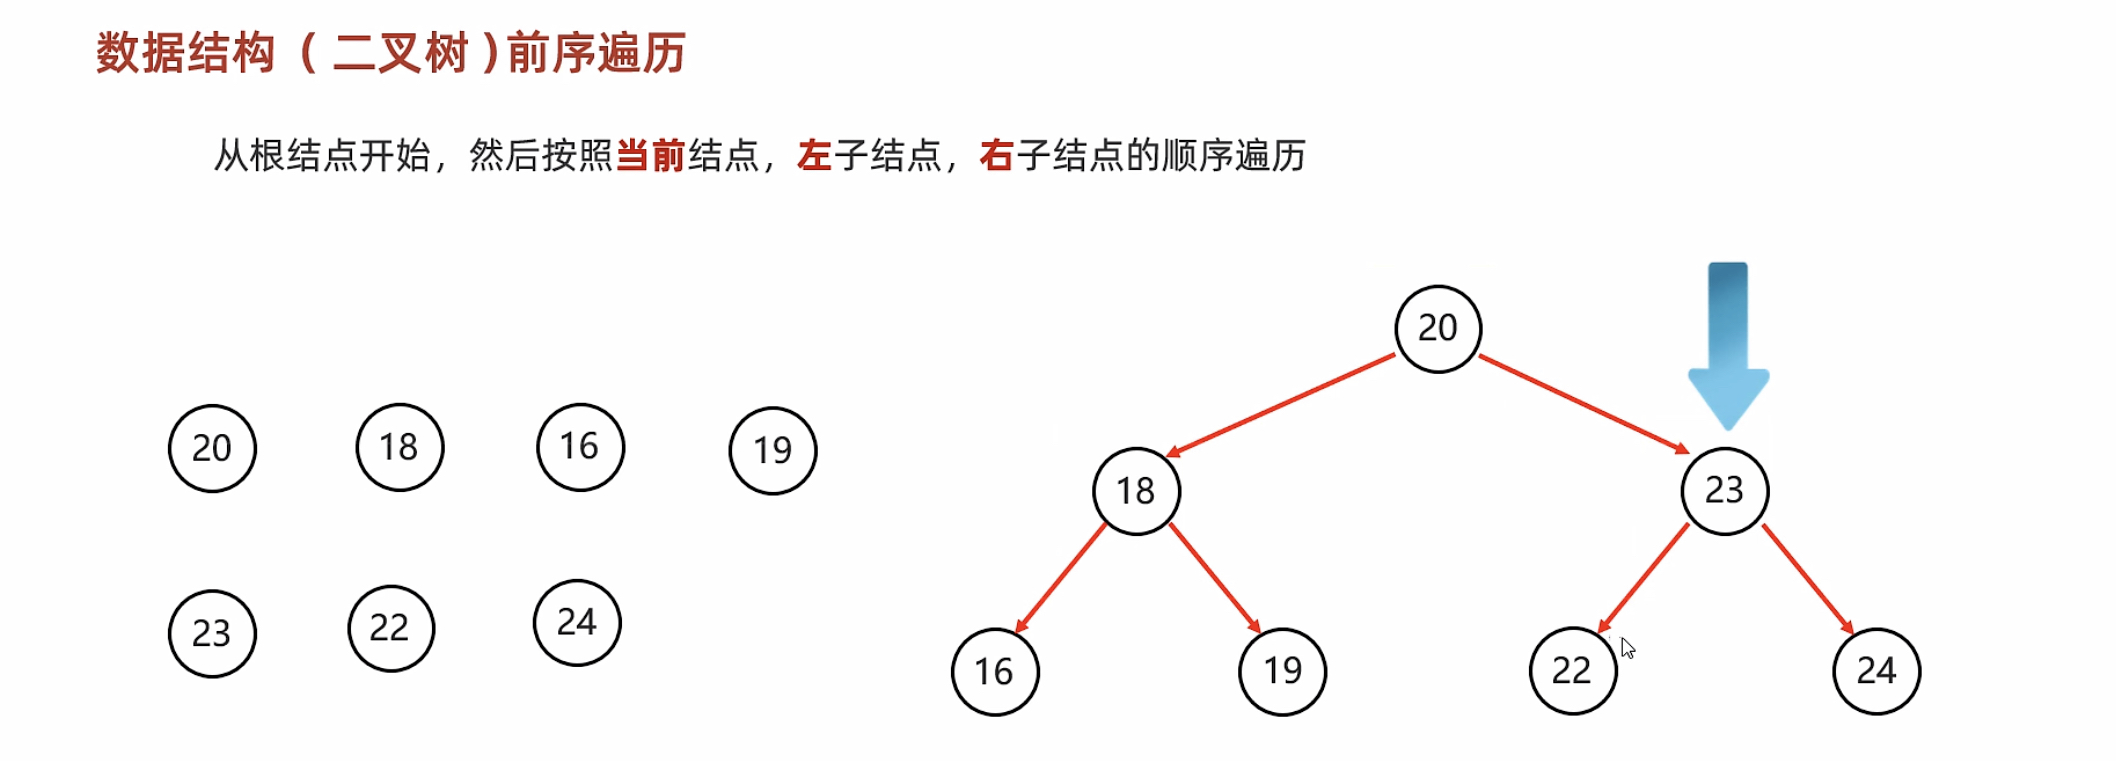 数据结构（二叉树）前序遍历
从根结点开始，然后按照当前结点，左子结点，右子结点的顺序遍历
20 18 16 19
23 22 24
20
18 23
16 19 22 24